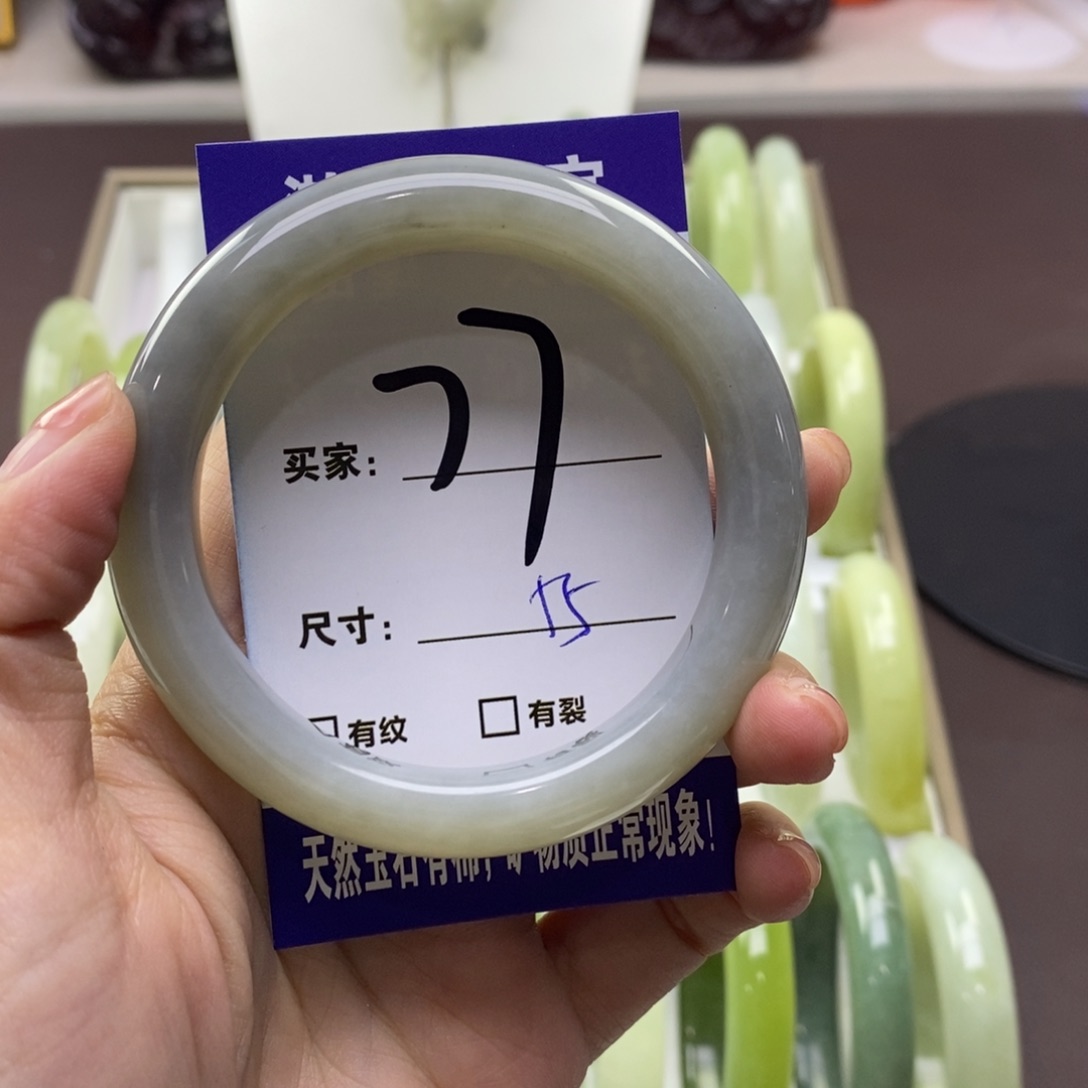 77
买家：
尺寸：
□有纹 □有裂
天然玉石有棉，矿物质正常现象！